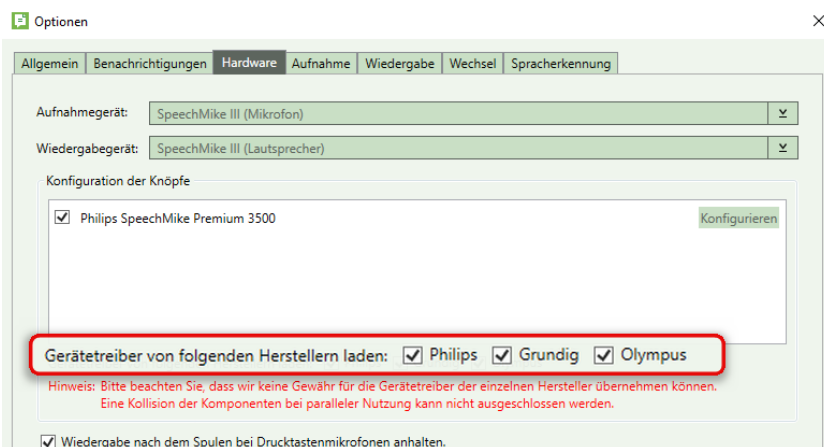 Optionen
Allgemein Benachrichtigungen Hardware Aufnahme Wiedergabe Wechsel Spracherkennung
Aufnahmegerät: SpeechMike III (Mikrofon)
Wiedergabegerät: SpeechMike III (Lautsprecher)
Konfiguration der Knöpfe
Philips SpeechMike Premium 3500 Konfigurieren
Gerätetreiber von folgenden Herstellern laden: Philips Grundig Olympus
Hinweis: Bitte beachten Sie, dass wir keine Gewähr für die Gerätetreiber der einzelnen Hersteller übernehmen können.
Eine Kollision der Komponenten bei paralleler Nutzung kann nicht ausgeschlossen werden.
Wiedergabe nach dem Spulen bei Drucktastenmikrofonen anhalten.